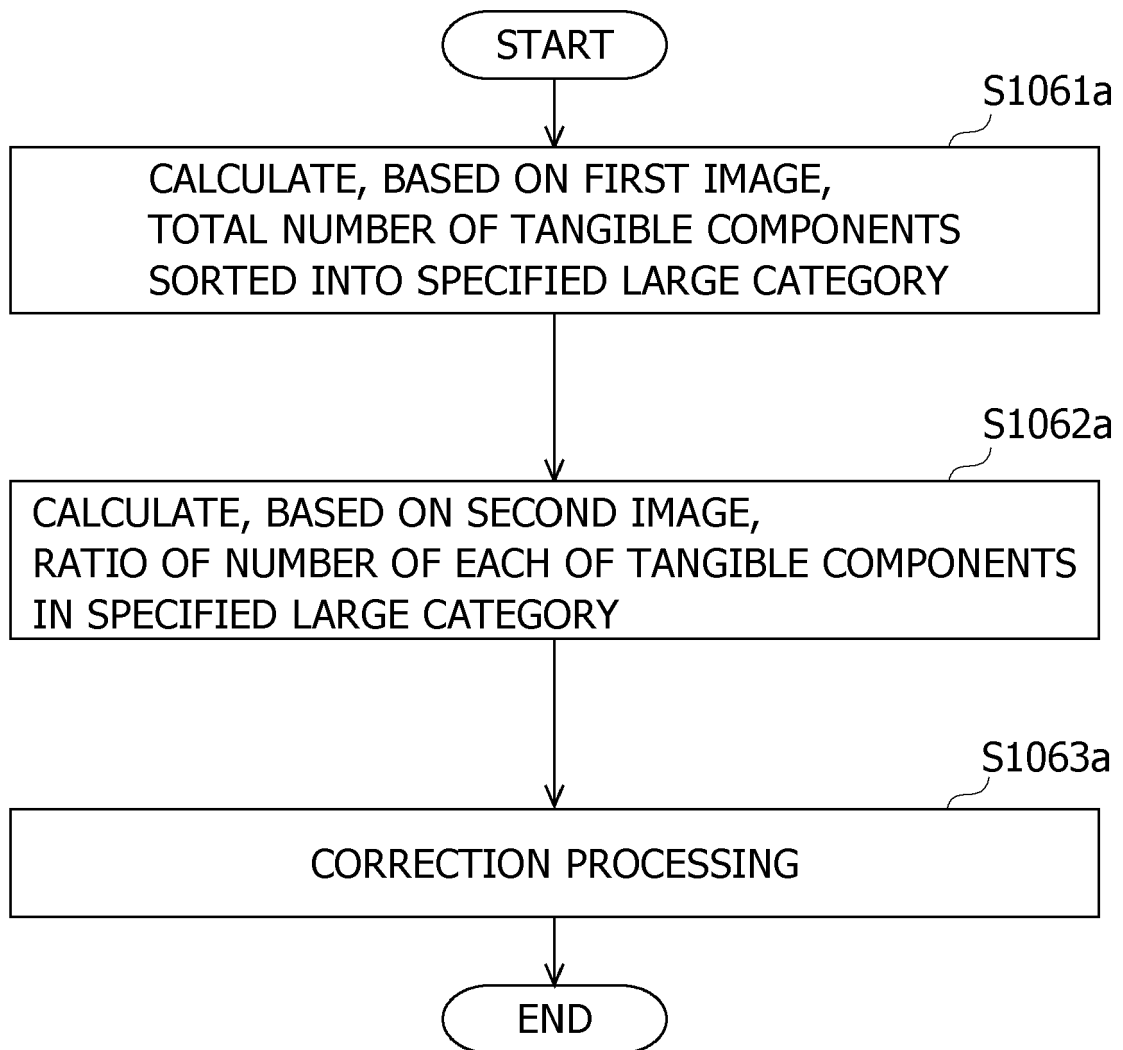 START
S1061a
CALCULATE, BASED ON FIRST IMAGE,
TOTAL NUMBER OF TANGIBLE COMPONENTS
SORTED INTO SPECIFIED LARGE CATEGORY
S1062a
CALCULATE, BASED ON SECOND IMAGE,
RATIO OF NUMBER OF EACH OF TANGIBLE COMPONENTS
IN SPECIFIED LARGE CATEGORY
S1063a
CORRECTION PROCESSING
END